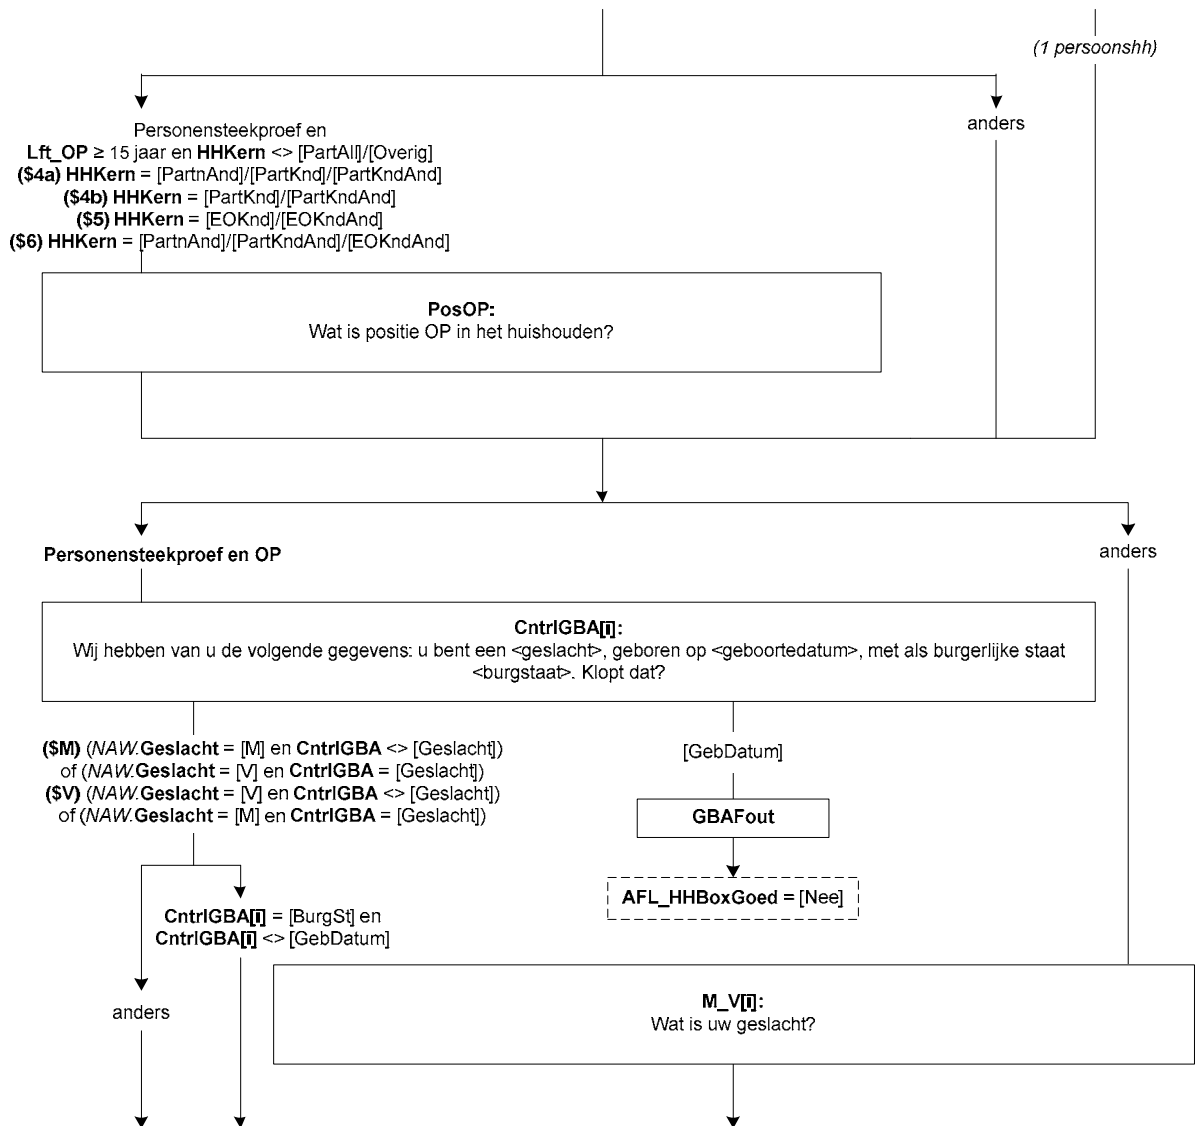 (1 persoonshh)
Personensteekproef en
Lft_OP ≥ 15 jaar en HHKern <> [PartAll]/[Overig]
($4a) HHKern = [PartnAnd]/[PartKnd]/[PartKndAnd]
($4b) HHKern = [PartKnd]/[PartKndAnd]
($5) HHKern = [EOKnd]/[EOKndAnd]
($6) HHKern = [PartnAnd]/[PartKndAnd]/[EOKndAnd]
anders
PosOP:
Wat is positie OP in het huishouden?
Personensteekproef en OP
anders
CntrlGBA[i]:
Wij hebben van u de volgende gegevens: u bent een <geslacht>, geboren op <geboortedatum>, met als burgerlijke staat
<burgstaat>. Klopt dat?
($M) (NAW.Geslacht = [M] en CntrlGBA <> [Geslacht])
of (NAW.Geslacht = [V] en CntrlGBA = [Geslacht])
($V) (NAW.Geslacht = [V] en CntrlGBA <> [Geslacht])
of (NAW.Geslacht = [M] en CntrlGBA = [Geslacht])
[GebDatum]
GBAFout
AFL_HHBoxGoed = [Nee]
CntrlGBA[i] = [BurgSt] en
CntrlGBA[i] <> [GebDatum]
anders
M_V[i]:
Wat is uw geslacht?